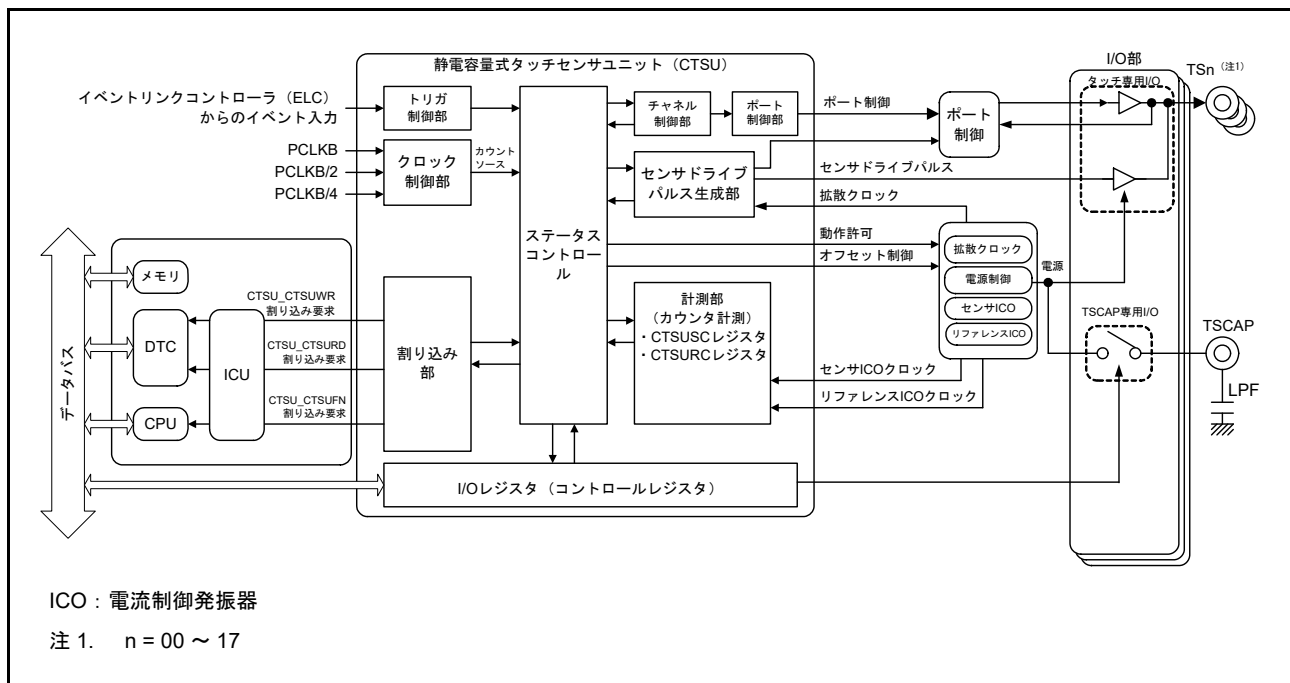 静電容量式タッチセンサユニット（CTSU）
I/O部
タッチ専用I/O
TSn（注1）
イベントリンクコントローラ（ELC）
からのイベント入力
トリガ
制御部
チャネル
制御部
ポート
制御部
ポート制御
ポート
制御
PCLKB
PCLKB/2
PCLKB/4
クロック
制御部
カウント
ソース
センサドライブ
パルス生成部
センサドライブパルス
拡散クロック
ステータス
コントロー
ル
動作許可
オフセット制御
拡散クロック
電源制御
センサICO
リファレンスICO
電源
データバス
メモリ
DTC
CPU
ICU
CTSU_CTSUWR
割り込み要求
CTSU_CTSURD
割り込み要求
CTSU_CTSUFN
割り込み要求
割り込み
部
計測部
（カウンタ計測）
・CTSUSCレジスタ
・CTSURCレジスタ
センサICOクロック
リファレンスICOクロック
TSCAP専用I/O
TSCAP
LPF
I/Oレジスタ（コントロールレジスタ）
ICO：電流制御発振器
注 1. n = 00 ～ 17